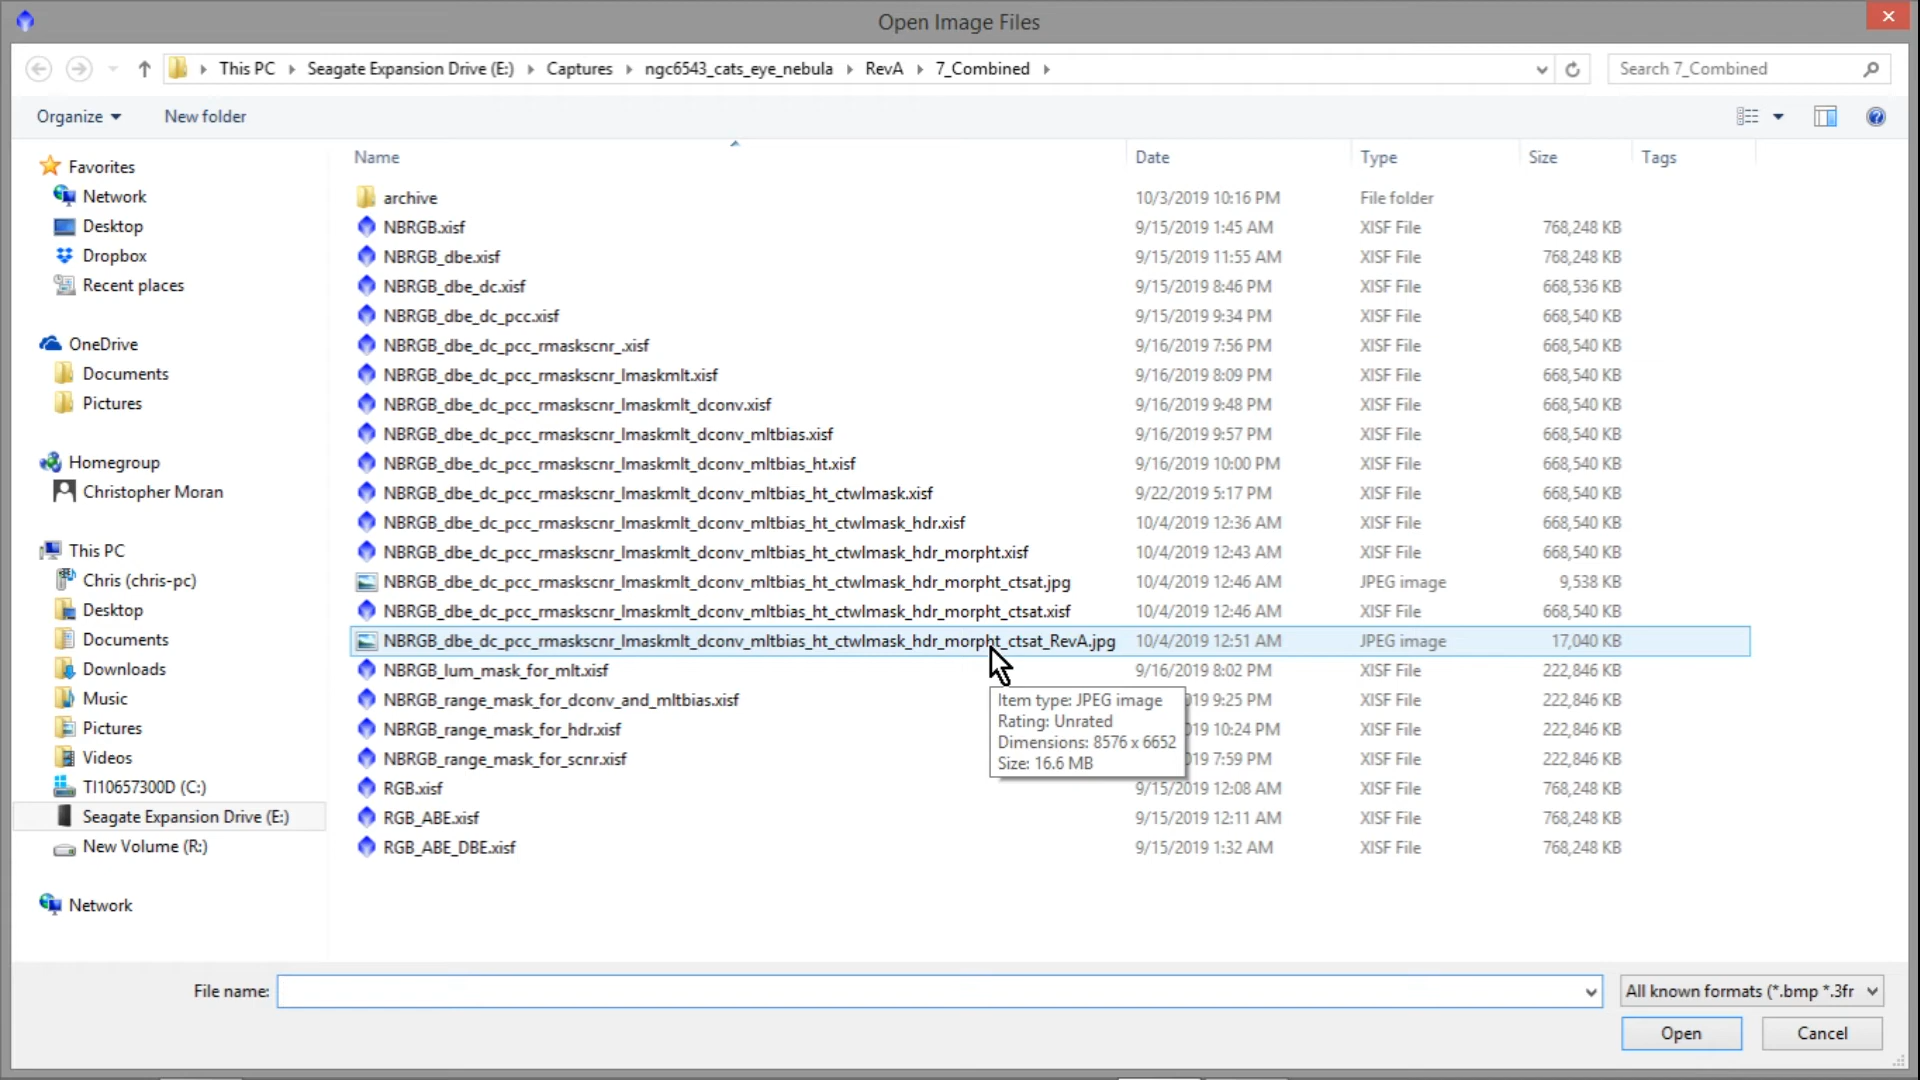 Open Image Files
This PC Seagate Expansion Drive (E:) Captures ngc6543_cats_eye_nebula RevA 7_Combined
Search 7_Combined
Organize New folder
Name Date Type Size Tags
Favorites
Network
Desktop
Dropbox
Recent places
OneDrive
Documents
Pictures
Homegroup
Christopher Moran
This PC
Chris (chris-pc)
Desktop
Documents
Downloads
Music
Pictures
Videos
TI10657300D (C:)
Seagate Expansion Drive (E:)
New Volume (R:)
Network
archive 10/3/2019 10:16 PM File folder
NBRGB.xisf 9/15/2019 1:45 AM XISF File 768,248 KB
NBRGB_dbe.xisf 9/15/2019 11:55 AM XISF File 768,248 KB
NBRGB_dbe_dc.xisf 9/15/2019 8:46 PM XISF File 668,536 KB
NBRGB_dbe_dc_pcc.xisf 9/15/2019 9:34 PM XISF File 668,540 KB
NBRGB_dbe_dc_pcc_rmaskscnr_.xisf 9/16/2019 7:56 PM XISF File 668,540 KB
NBRGB_dbe_dc_pcc_rmaskscnr_lmaskmlt.xisf 9/16/2019 8:09 PM XISF File 668,540 KB
NBRGB_dbe_dc_pcc_rmaskscnr_lmaskmlt_dconv.xisf 9/16/2019 9:48 PM XISF File 668,540 KB
NBRGB_dbe_dc_pcc_rmaskscnr_lmaskmlt_dconv_mltbias.xisf 9/16/2019 9:57 PM XISF File 668,540 KB
NBRGB_dbe_dc_pcc_rmaskscnr_lmaskmlt_dconv_mltbias_ht.xisf 9/16/2019 10:00 PM XISF File 668,540 KB
NBRGB_dbe_dc_pcc_rmaskscnr_lmaskmlt_dconv_mltbias_ht_ctwlmask.xisf 9/22/2019 5:17 PM XISF File 668,540 KB
NBRGB_dbe_dc_pcc_rmaskscnr_lmaskmlt_dconv_mltbias_ht_ctwlmask_hdr.xisf 10/4/2019 12:36 AM XISF File 668,540 KB
NBRGB_dbe_dc_pcc_rmaskscnr_lmaskmlt_dconv_mltbias_ht_ctwlmask_hdr_morpht.xisf 10/4/2019 12:43 AM XISF File 668,540 KB
NBRGB_dbe_dc_pcc_rmaskscnr_lmaskmlt_dconv_mltbias_ht_ctwlmask_hdr_morpht_ctsat.jpg 10/4/2019 12:46 AM JPEG image 9,538 KB
NBRGB_dbe_dc_pcc_rmaskscnr_lmaskmlt_dconv_mltbias_ht_ctwlmask_hdr_morpht_ctsat.xisf 10/4/2019 12:46 AM XISF File 668,540 KB
NBRGB_dbe_dc_pcc_rmaskscnr_lmaskmlt_dconv_mltbias_ht_ctwlmask_hdr_morpht_ctsat_RevA.jpg 10/4/2019 12:51 AM JPEG image 17,040 KB
NBRGB_lum_mask_for_mlt.xisf 9/16/2019 8:02 PM XISF File 222,846 KB
NBRGB_range_mask_for_dconv_and_mltbias.xisf 19 9:25 PM XISF File 222,846 KB
NBRGB_range_mask_for_hdr.xisf 19 10:24 PM XISF File 222,846 KB
NBRGB_range_mask_for_scnr.xisf 19 7:59 PM XISF File 222,846 KB
RGB.xisf 9/15/2019 12:08 AM XISF File 768,248 KB
RGB_ABE.xisf 9/15/2019 12:11 AM XISF File 768,248 KB
RGB_ABE_DBE.xisf 9/15/2019 1:32 AM XISF File 768,248 KB
Item type: JPEG image
Rating: Unrated
Dimensions: 8576 x 6652
Size: 16.6 MB
File name: All known formats (*.bmp *.3fr
Open Cancel